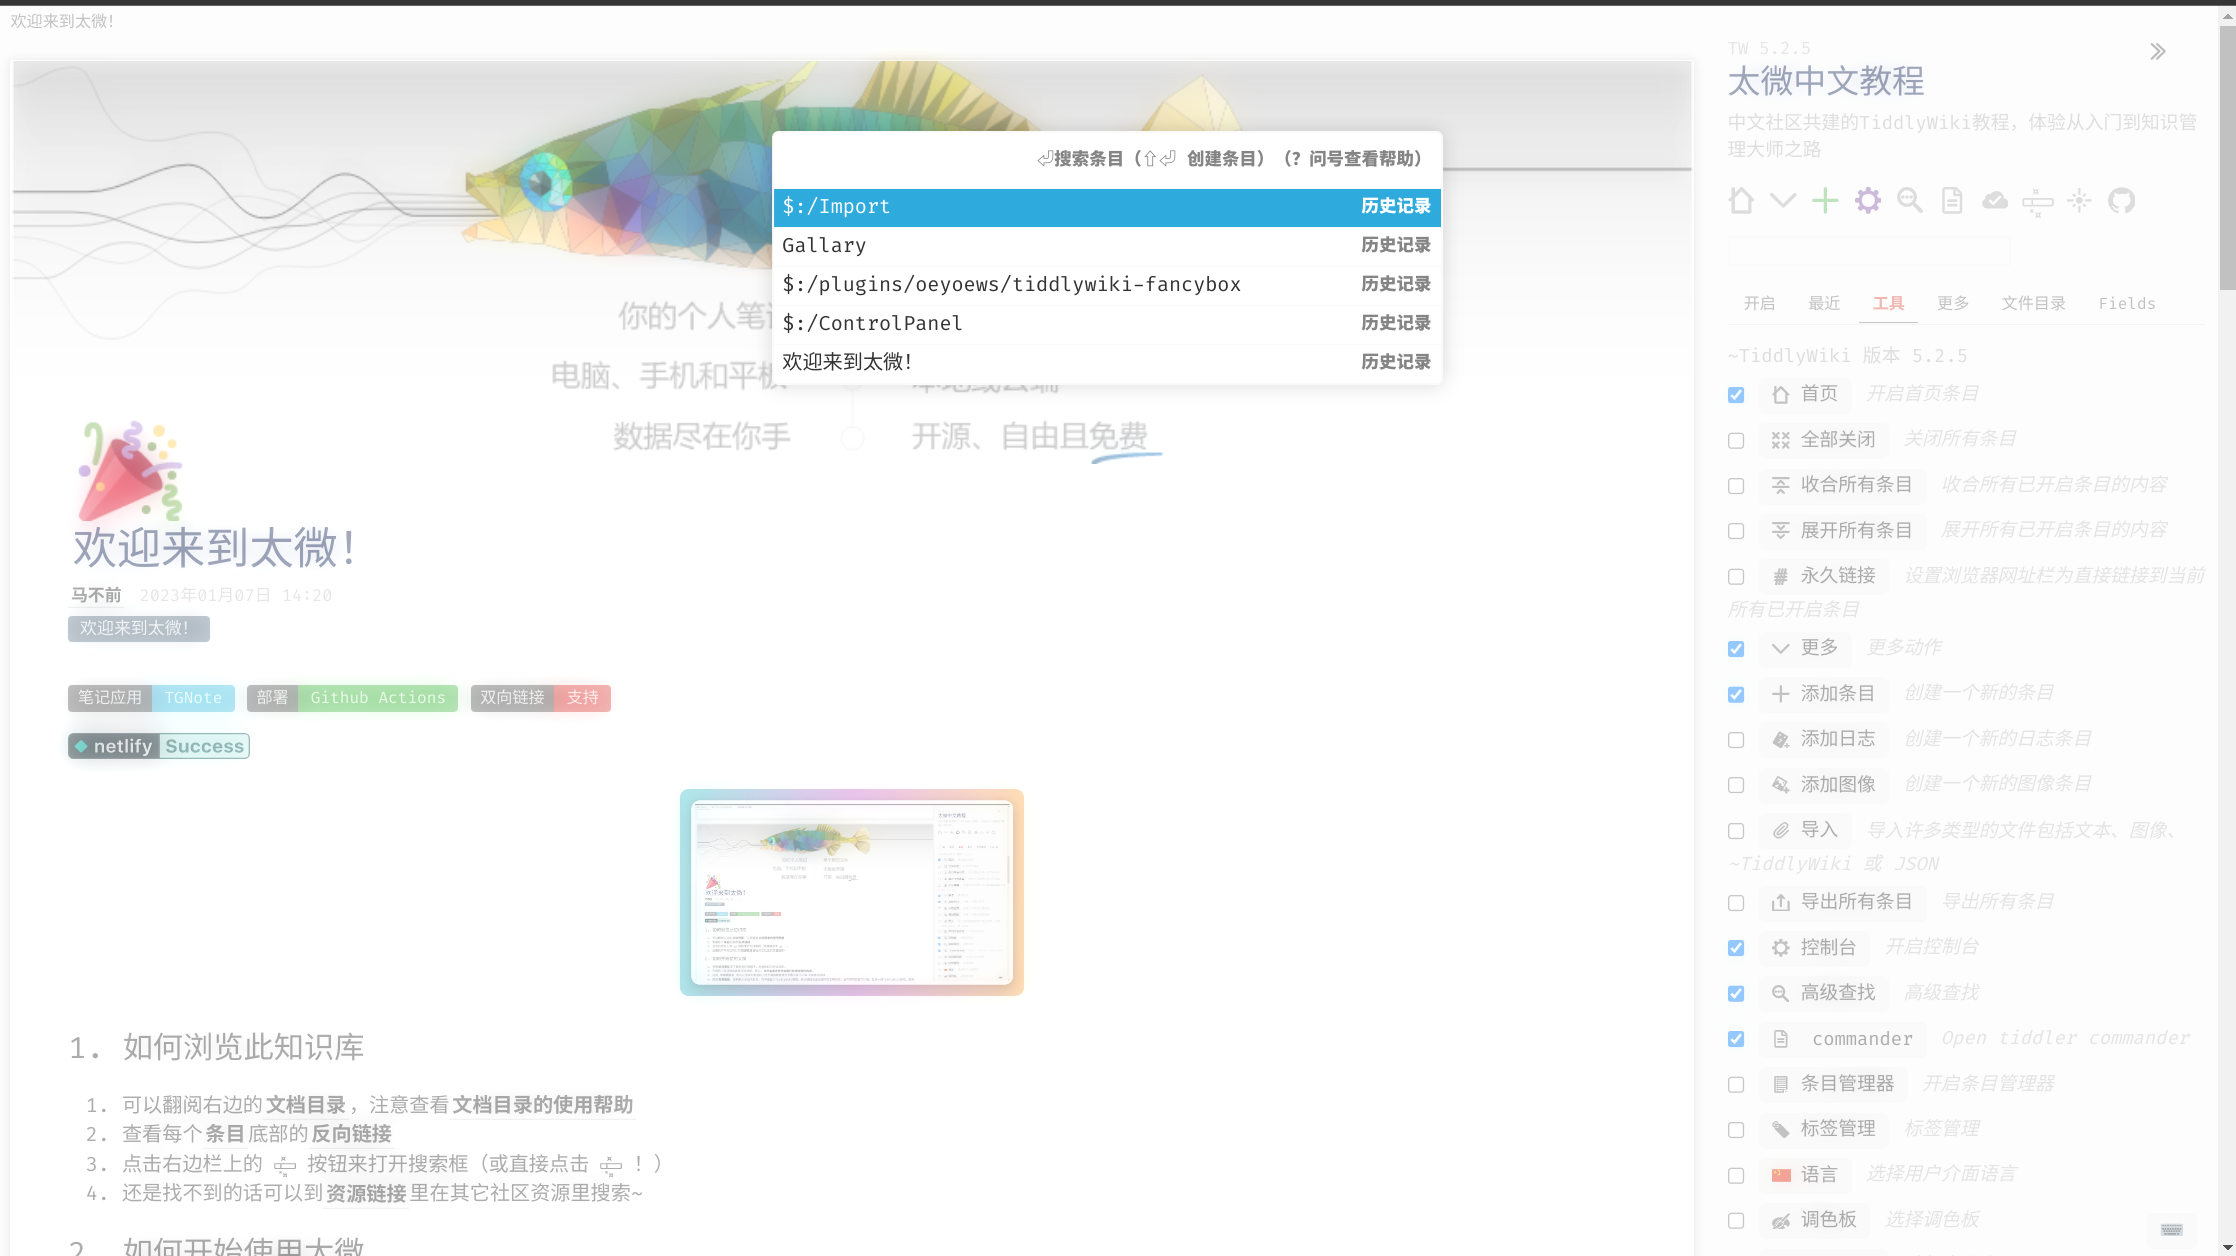 欢迎来到太微！
TW 5.2.5
太微中文教程
中文社区共建的TiddlyWiki教程，体验从入门到知识管
理大师之路
⏎搜索条目（⇧⏎ 创建条目）（? 问号查看帮助）
$:/Import 历史记录
Gallary 历史记录
$:/plugins/oeyoews/tiddlywiki-fancybox 历史记录
$:/ControlPanel 历史记录
欢迎来到太微！ 历史记录
你的个人笔记
电脑、手机和平板 本地或云端
数据尽在你手 开源、自由且免费
欢迎来到太微！
马不前 2023年01月07日 14:20
欢迎来到太微！
笔记应用 TGNote 部署 Github Actions 双向链接 支持
netlify Success
1. 如何浏览此知识库
1. 可以翻阅右边的文档目录，注意查看文档目录的使用帮助
2. 查看每个条目底部的反向链接
3. 点击右边栏上的 按钮来打开搜索框（或直接点击 ！）
4. 还是找不到的话可以到资源链接里在其它社区资源里搜索~
2. 如何开始使用太微
开启 最近 工具 更多 文件目录 Fields
~TiddlyWiki 版本 5.2.5
首页 开启首页条目
全部关闭 关闭所有条目
收合所有条目 收合所有已开启条目的内容
展开所有条目 展开所有已开启条目的内容
永久链接 设置浏览器网址栏为直接链接到当前
所有已开启条目
更多 更多动作
添加条目 创建一个新的条目
添加日志 创建一个新的日志条目
添加图像 创建一个新的图像条目
导入 导入许多类型的文件包括文本、图像、
~TiddlyWiki 或 JSON
导出所有条目 导出所有条目
控制台 开启控制台
高级查找 高级查找
commander Open tiddler commander
条目管理器 开启条目管理器
标签管理 标签管理
语言 选择用户介面语言
调色板 选择调色板